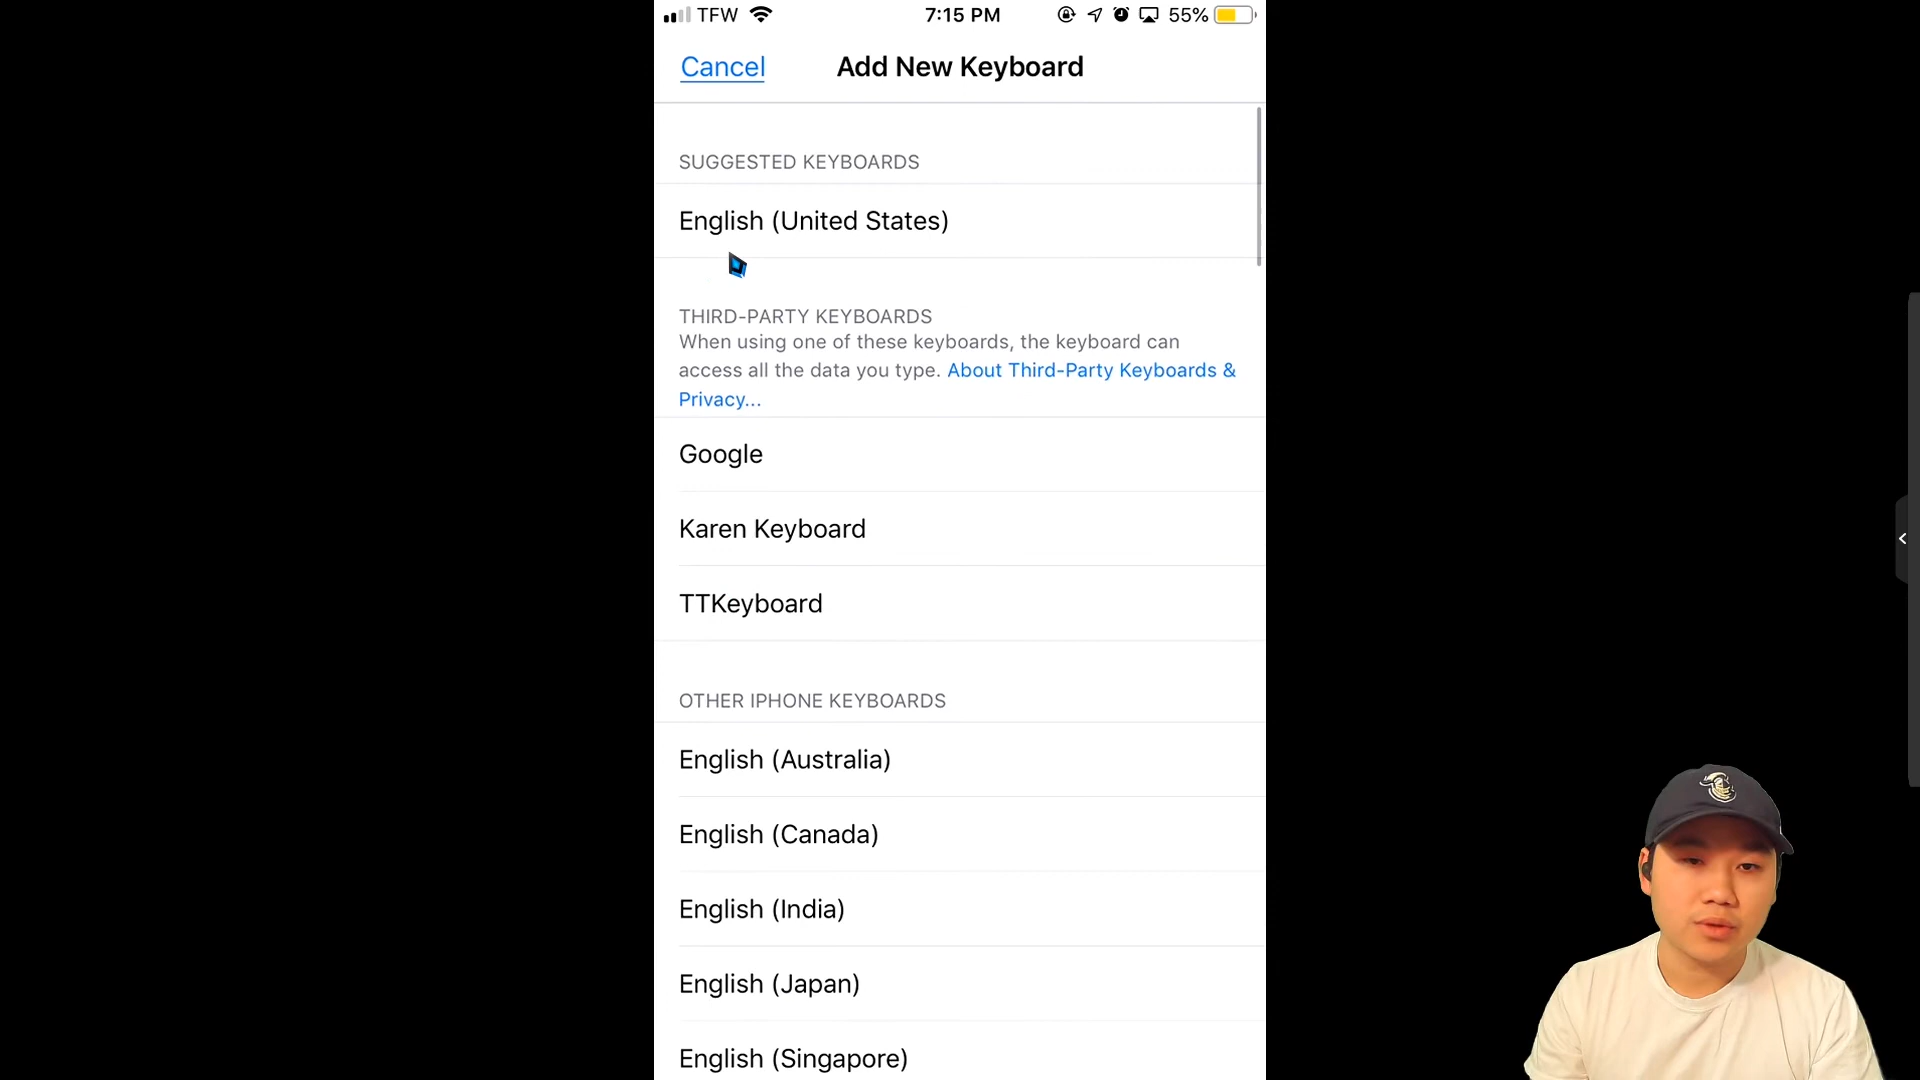 TFW 7:15 PM 55%
Cancel Add New Keyboard
SUGGESTED KEYBOARDS
English (United States)
THIRD-PARTY KEYBOARDS
When using one of these keyboards, the keyboard can
access all the data you type. About Third-Party Keyboards &
Privacy...
Google
Karen Keyboard
TTKeyboard
OTHER IPHONE KEYBOARDS
English (Australia)
English (Canada)
English (India)
English (Japan)
English (Singapore)